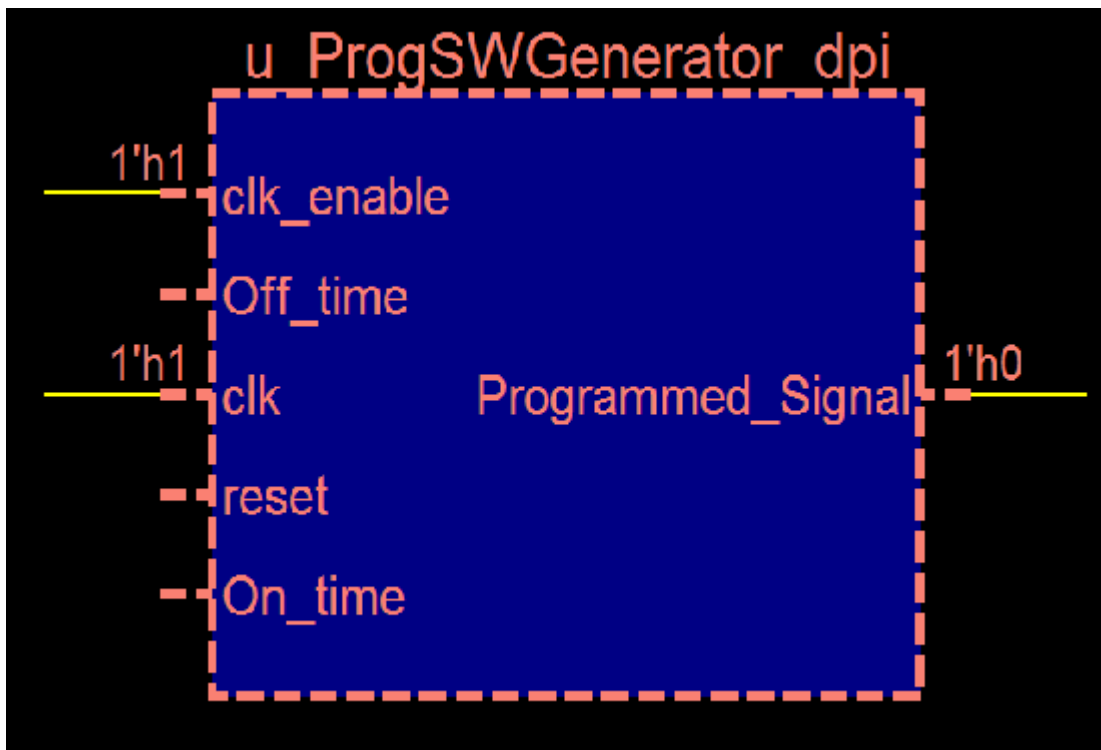 u_ProgSWGenerator_dpi
1'h1
clk_enable
Off_time
1'h1
clk
Programmed_Signal
1'h0
reset
On_time